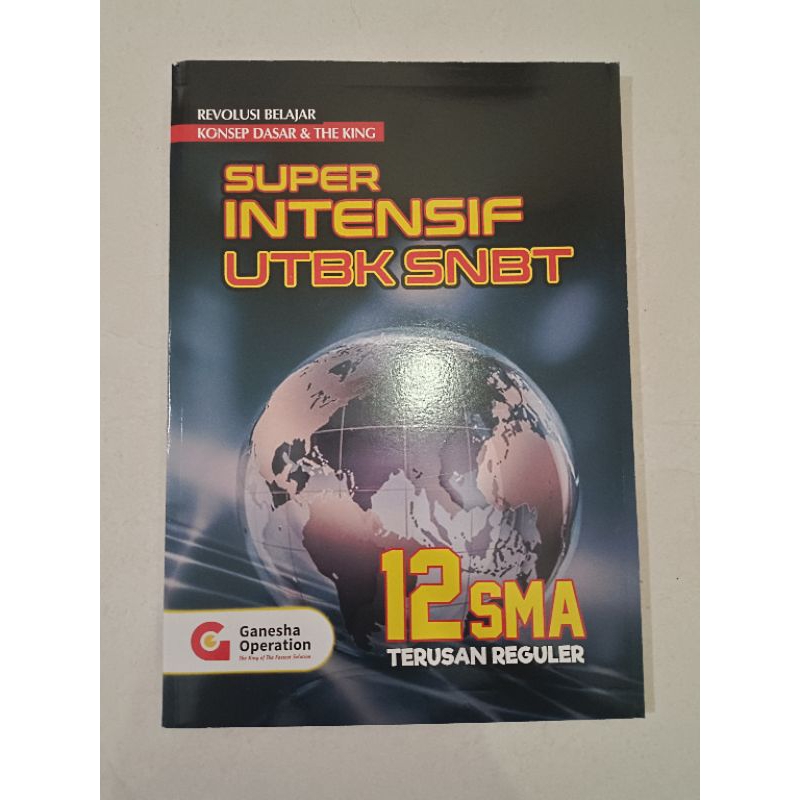 REVOLUSI BELAJAR
KONSEP DASAR & THE KING
SUPER
INTENSIF
UTBK SNBT
12 SMA
TERUSAN REGULER
Ganesha
Operation
The King of The Fastest Solution